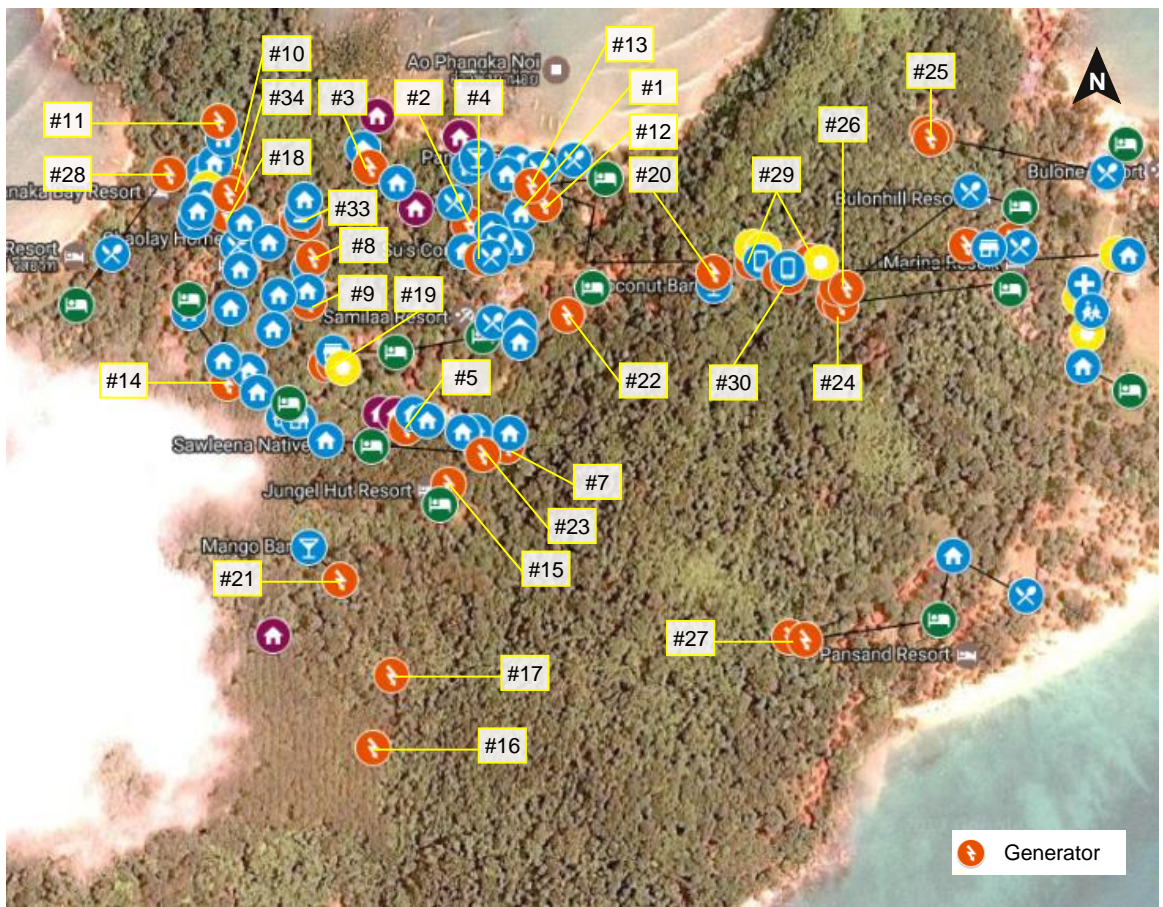 #13
#10
#34
#3
#2
#4
#1
Ao Phangka Noi
#25
N
#11
#12
#26
#28
#18
#20
#29
Bay Resort
Bulone Resort
Bulonhill Reso
#33
Shaolay Home
Resort
#8
Su's Co
Marina Resort
#9
#19
oconut Bar
Samilaa Resort
#14
#5
#22
#30
#24
Sawleena Native
#7
Jungel Hut Resort
#23
Mango Bar
#15
#21
#27
Pansand Resort
#17
#16
Generator